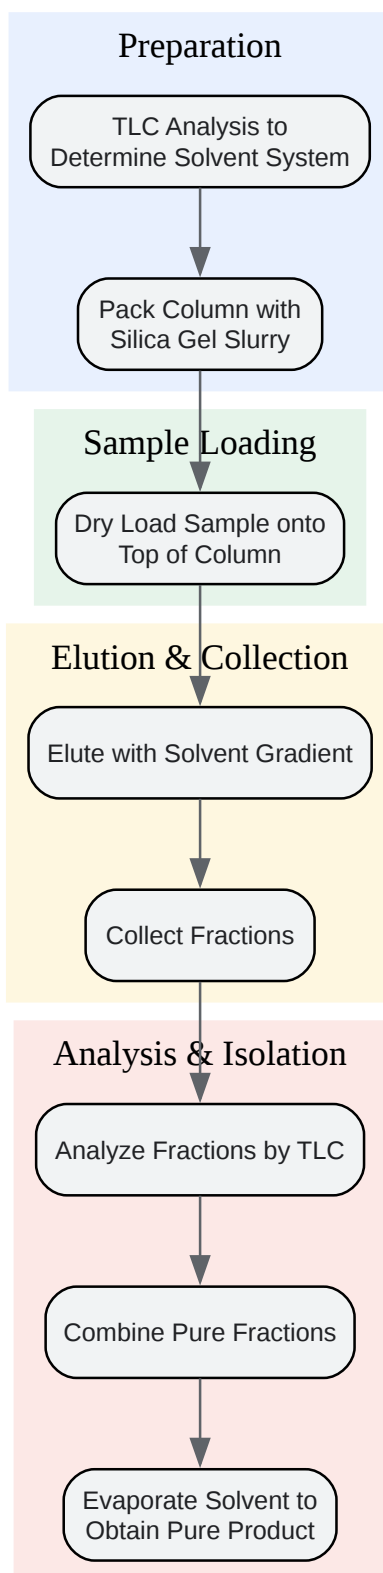 Preparation
TLC Analysis to
Determine Solvent System
Pack Column with
Silica Gel Slurry
Sample Loading
Dry Load Sample onto
Top of Column
Elution & Collection
Elute with Solvent Gradient
Collect Fractions
Analysis & Isolation
Analyze Fractions by TLC
Combine Pure Fractions
Evaporate Solvent to
Obtain Pure Product